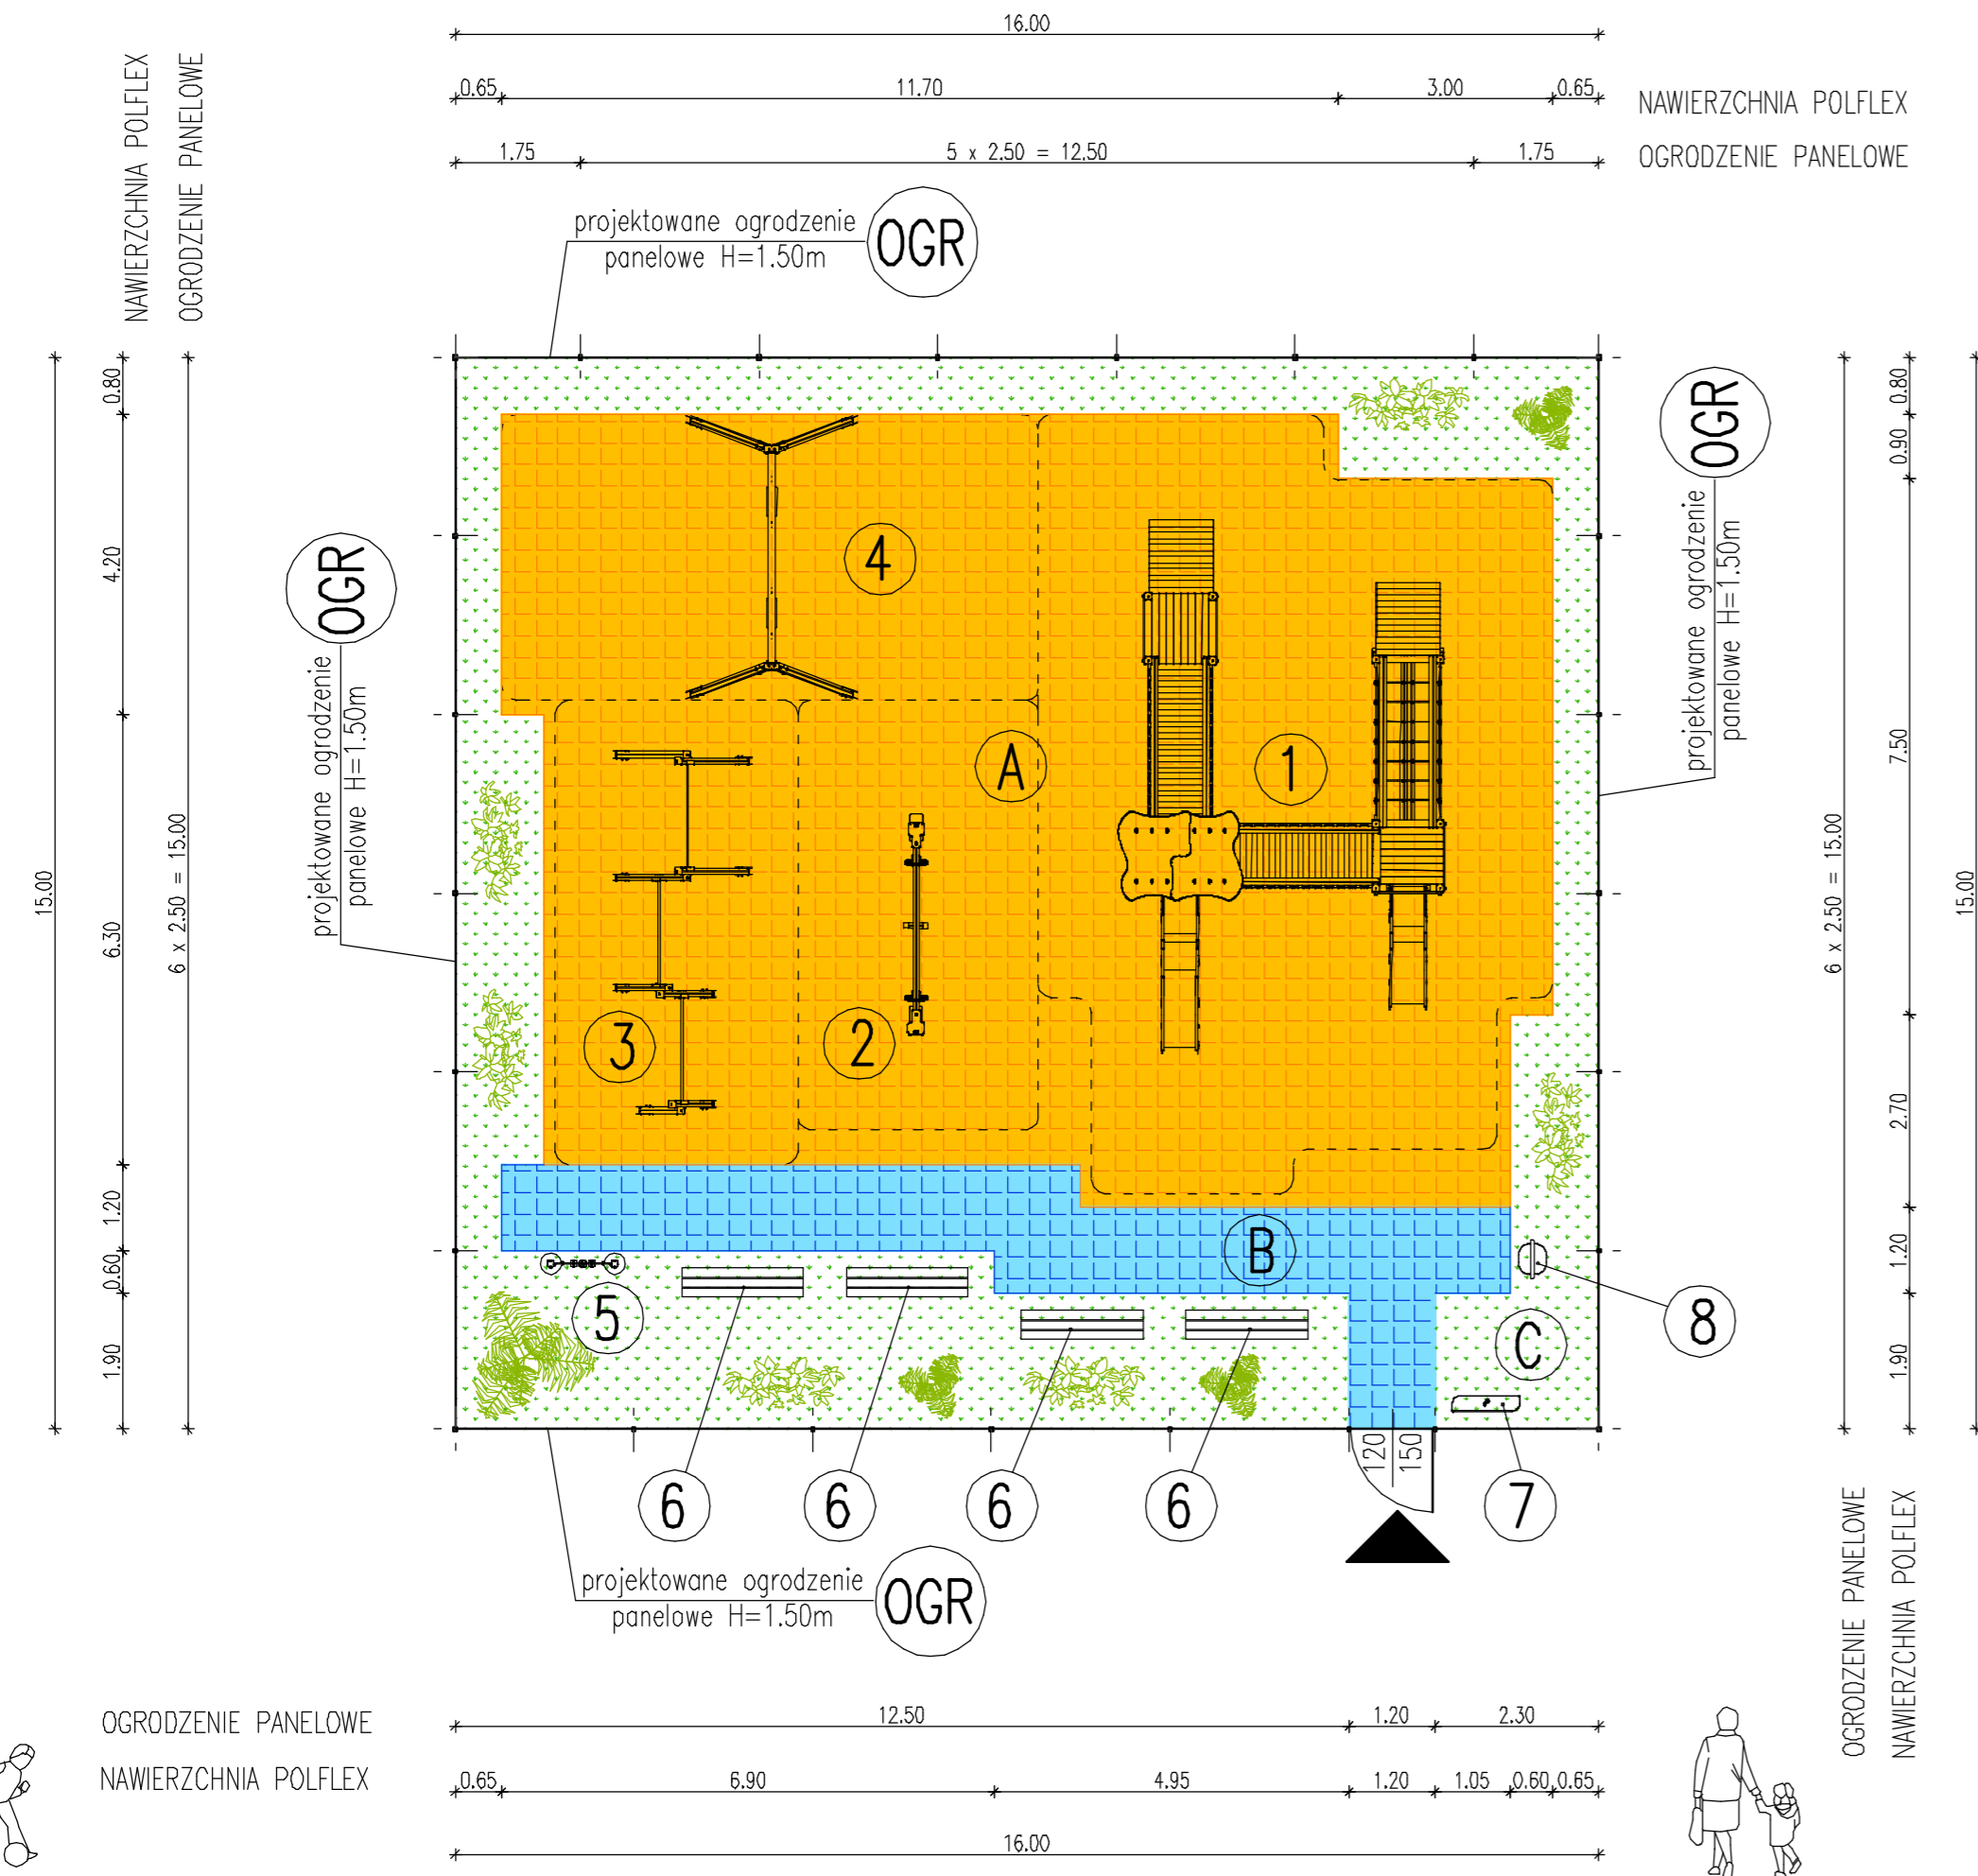 16.00
0.65 11.70 3.00 0.65
NAWIERZCHNIA POLFLEX
1.75 5 x 2.50 = 12.50 1.75
OGRODZENIE PANELOWE
NAWIERZCHNIA POLFLEX
OGRODZENIE PANELOWE
projektowane ogrodzenie
panelowe H=1.50m
OGR
15.00
0.80
4.20
6.30
1.20
0.60
1.90
6 x 2.50 = 15.00
OGR
projektowane ogrodzenie
panelowe H=1.50m
4
A
1
3
2
B
5
C
8
120
150
6
6
6
6
7
OGR
projektowane ogrodzenie
panelowe H=1.50m
6 x 2.50 = 15.00
0.80
0.90
7.50
2.70
1.20
1.90
15.00
projektowane ogrodzenie
panelowe H=1.50m
OGR
OGRODZENIE PANELOWE
NAWIERZCHNIA POLFLEX
OGRODZENIE PANELOWE
12.50 1.20 2.30
NAWIERZCHNIA POLFLEX
0.65 6.90 4.95 1.20 1.05 0.60 0.65
16.00